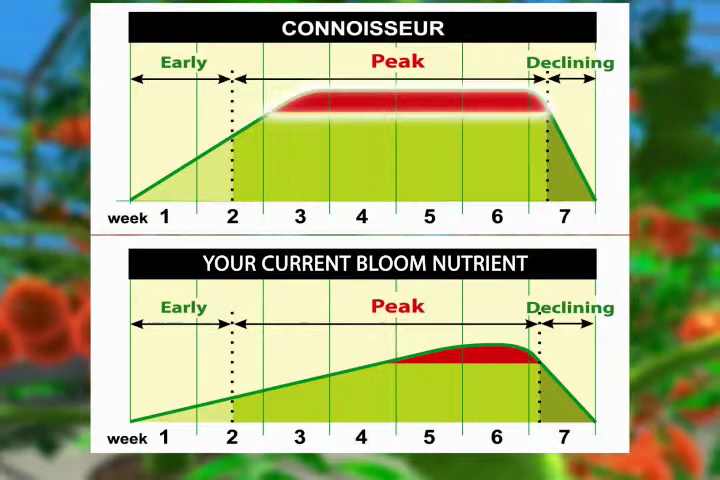 CONNOISSEUR
Early Peak Declining
week 1 2 3 4 5 6 7
YOUR CURRENT BLOOM NUTRIENT
Early Peak Declining
week 1 2 3 4 5 6 7